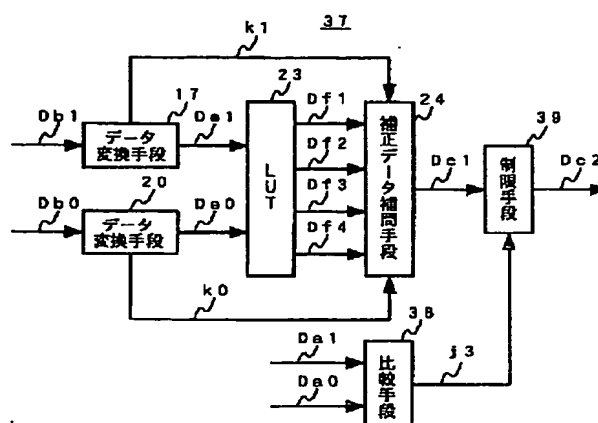 37
k1
17
23
24
39
Db1
データ変換手段
De1
LUT
Df1
Df2
Df3
Df4
補正データ補間手段
Dc1
制限手段
Dc2
20
Db0
データ変換手段
De0
k0
38
Da1
Da0
比較手段
j3